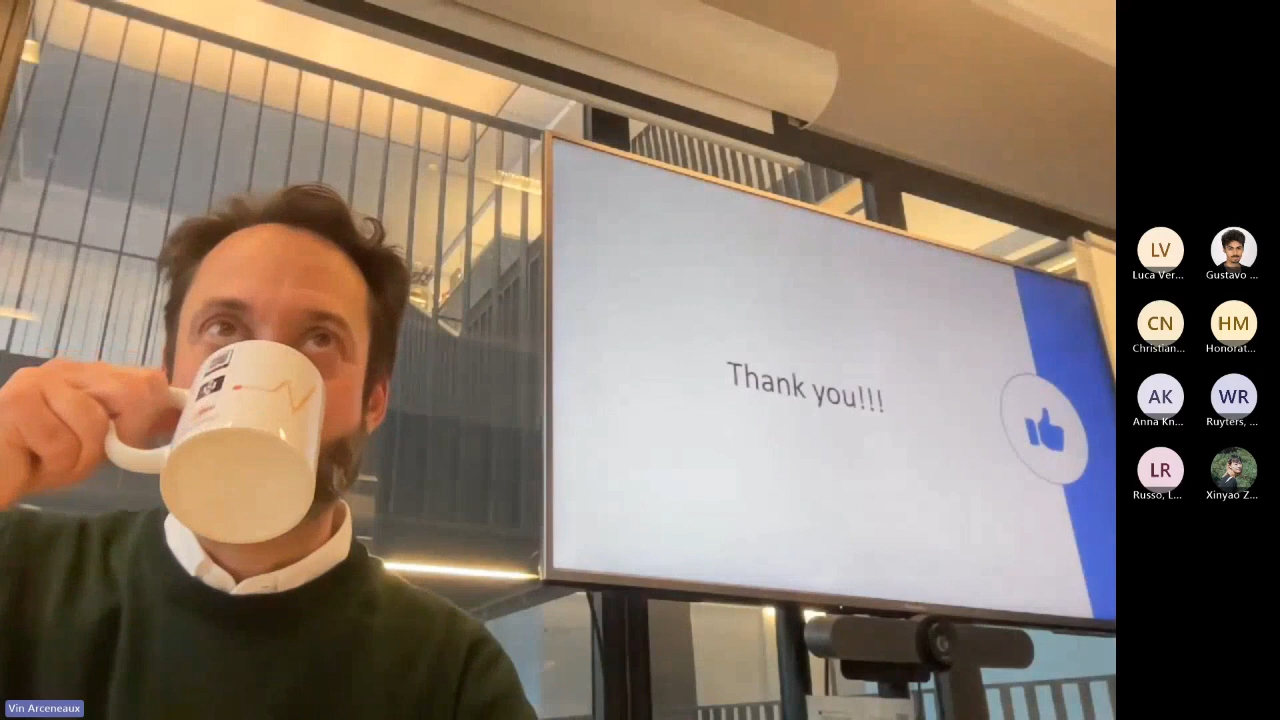 Thank you!!!
LV
Luca Ver...
Gustavo ...
CN
Christian...
HM
Honorat...
AK
Anna Kn...
WR
Ruyters, ...
LR
Russo, L...
Xinyao Z...
Vin Arceneaux